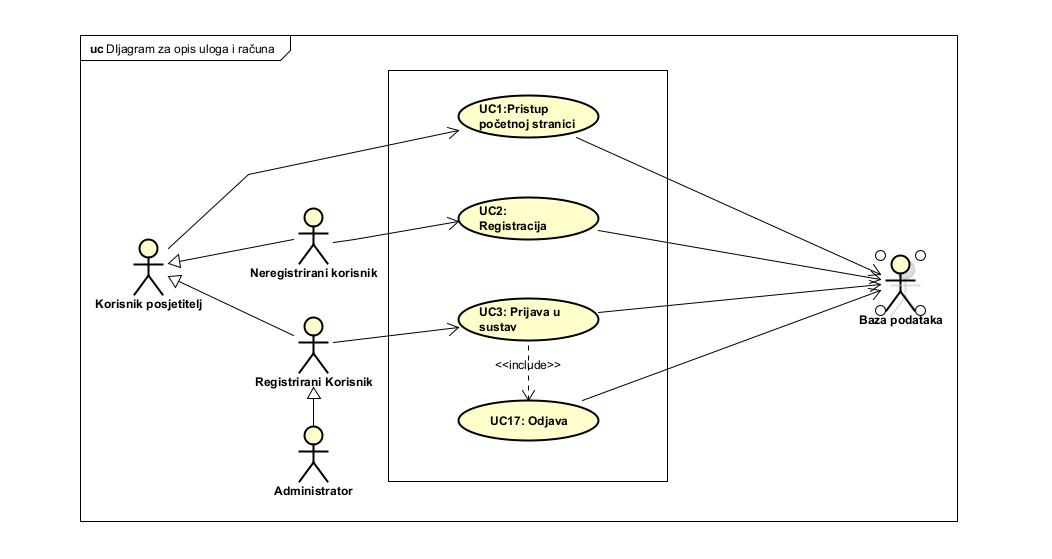 uc DIjagram za opis uloga i računa
UC1:Pristup
početnoj stranici
UC2:
Registracija
Neregistrirani korisnik
Korisnik posjetitelj
UC3: Prijava u
sustav
Baza podataka
<<include>>
Registrirani Korisnik
UC17: Odjava
Administrator